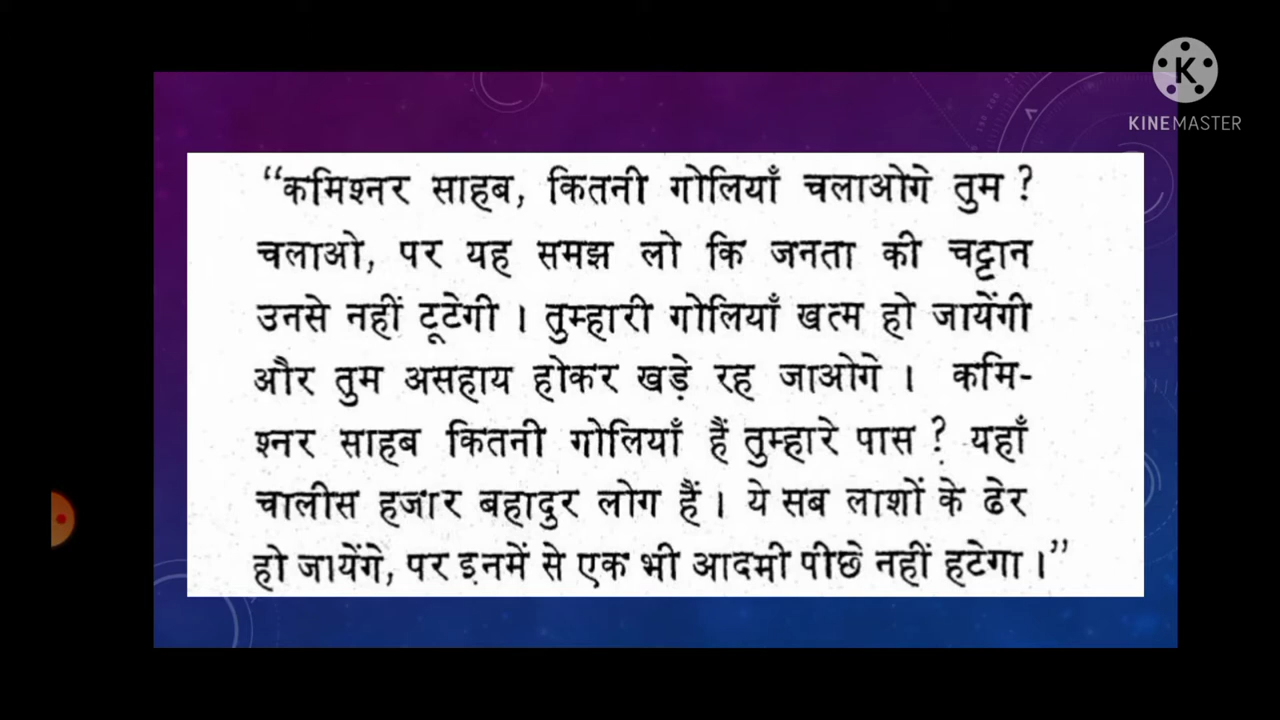 K
KINEMASTER
“कमिश्नर साहब, कितनी गोलियाँ चलाओगे तुम ?
चलाओ, पर यह समझ लो कि जनता की चट्टान
उनसे नहीं टूटेगी । तुम्हारी गोलियाँ खत्म हो जायेंगी
और तुम असहाय होकर खड़े रह जाओगे । कमि-
श्नर साहब कितनी गोलियाँ हैं तुम्हारे पास ? यहाँ
चालीस हजार बहादुर लोग हैं । ये सब लाशों के ढेर
हो जायेंगे, पर इनमें से एक भी आदमी पीछे नहीं हटेगा ।”